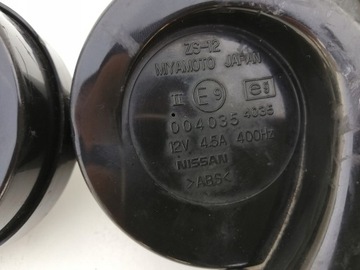 ZS-12
MIYAMOTO JAPAN
II E9 e9
004035 4035
12V 4.5A 400Hz
NISSAN
>ABS<